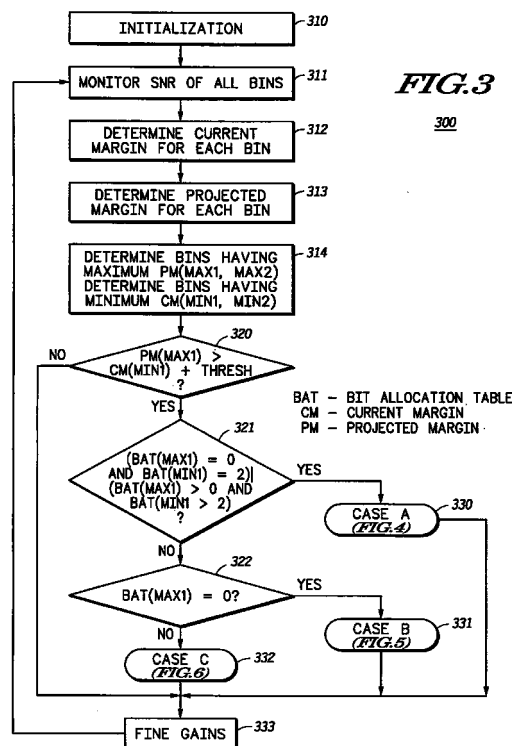 INITIALIZATION
310
MONITOR SNR OF ALL BINS
311
FIG.3
300
DETERMINE CURRENT
MARGIN FOR EACH BIN
312
DETERMINE PROJECTED
MARGIN FOR EACH BIN
313
DETERMINE BINS HAVING
MAXIMUM PM(MAX1, MAX2)
DETERMINE BINS HAVING
MINIMUM CM(MIN1, MIN2)
314
320
NO
PM(MAX1) >
CM(MIN1) + THRESH
?
YES
BAT – BIT ALLOCATION TABLE
CM – CURRENT MARGIN
PM – PROJECTED MARGIN
321
(BAT(MAX1) = 0
AND BAT(MIN1) = 2)|
(BAT(MAX1) > 0 AND
BAT(MIN1 > 2)
?
YES
CASE A
(FIG.4)
330
NO
322
BAT(MAX1) = 0?
YES
NO
CASE B
(FIG.5)
331
CASE C
(FIG.6)
332
FINE GAINS
333